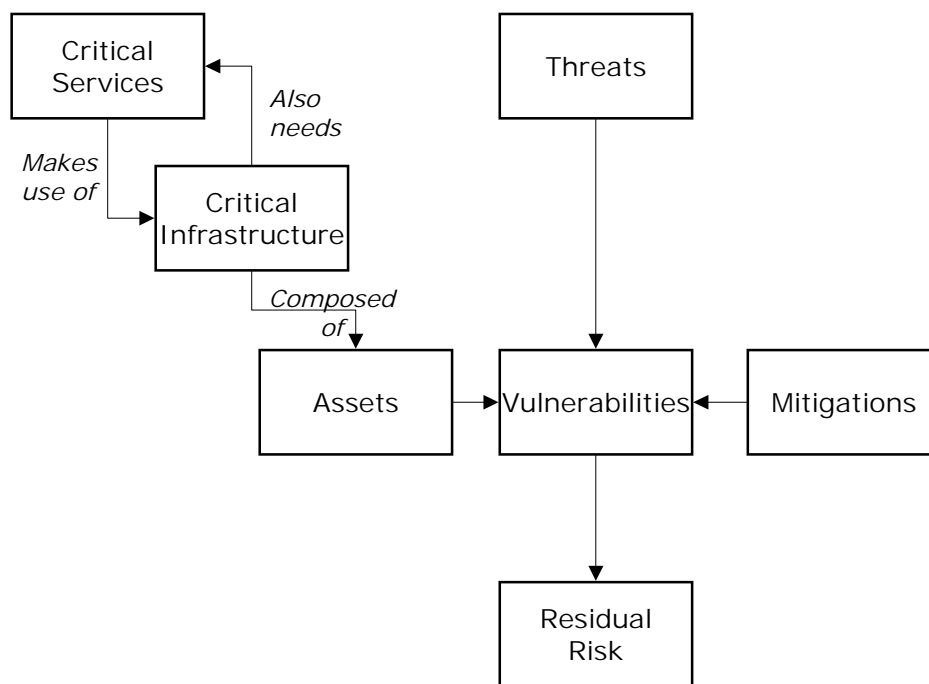 Critical
Services
Threats
Also
needs
Makes
use of
Critical
Infrastructure
Composed
of
Assets
Vulnerabilities
Mitigations
Residual
Risk